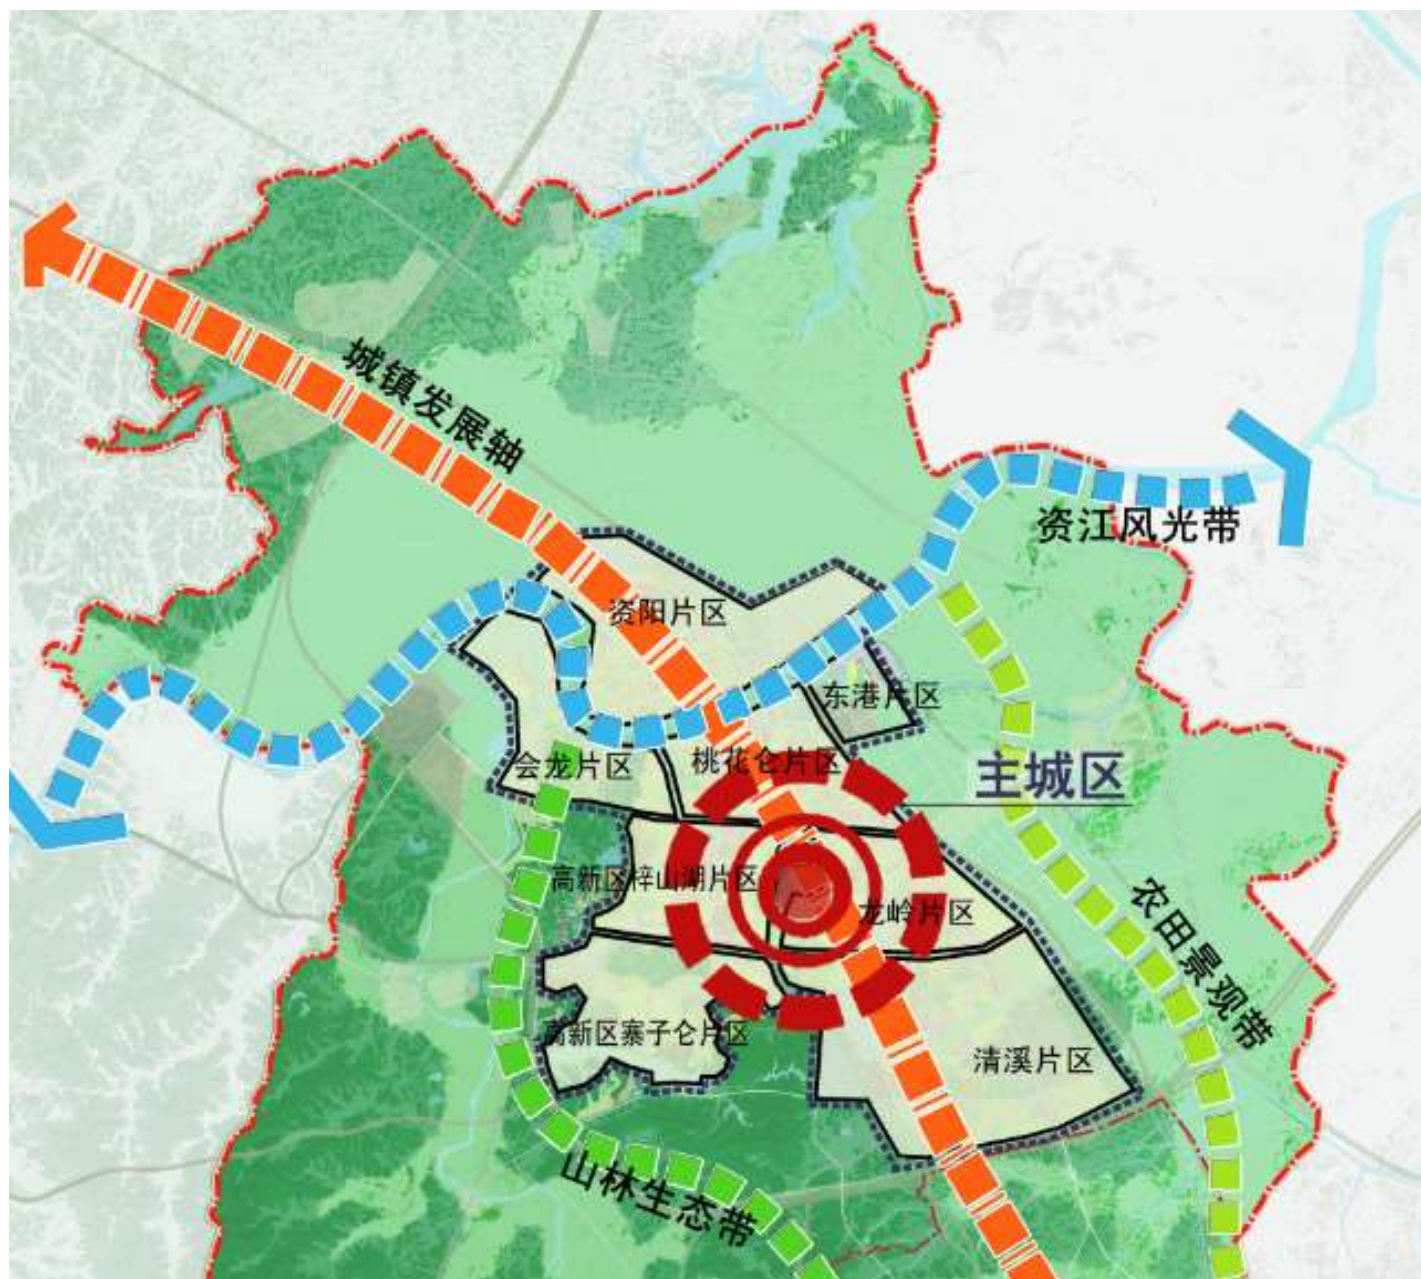 城镇发展轴
资江风光带
资阳片区
东港片区
会龙片区
桃花仑片区
主城区
高新区梓山湖片区
龙岭片区
农田景观带
高新区寨子仑片区
清溪片区
山林生态带